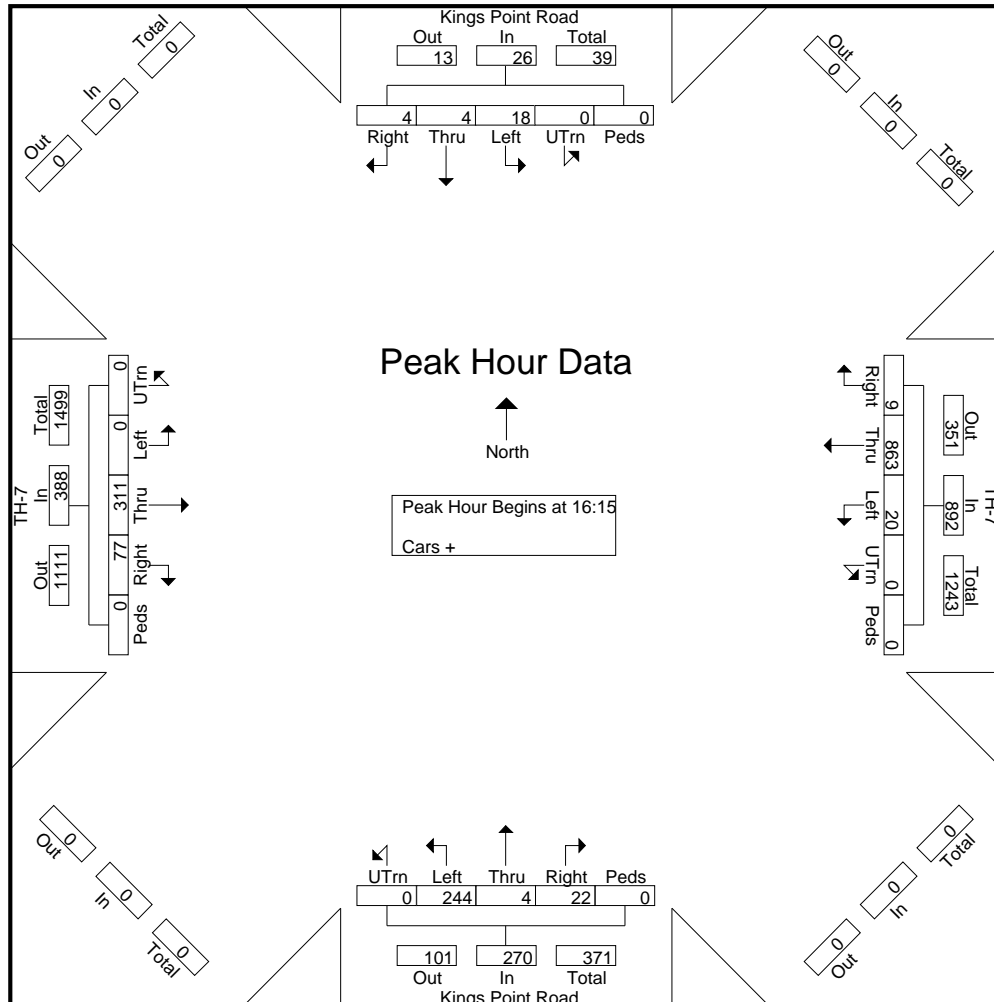 Kings Point Road
Out In Total
13 26 39
4 4 18 0 0
Right Thru Left UTrn Peds
Total
0
In
0
Out
0
Out
0
In
0
Total
0
Peak Hour Data
North
Peak Hour Begins at 16:15
Cars +
TH-7
Total In Out
1499 388 1111
0 0 311 77 0
UTrn Left Thru Right Peds
TH-7
Out In Total
351 892 1243
9 863 20 0 0
Right Thru Left UTrn Peds
Out
0
In
0
Total
0
Total
0
In
0
Out
0
UTrn Left Thru Right Peds
0 244 4 22 0
101 270 371
Out In Total
Kings Point Road